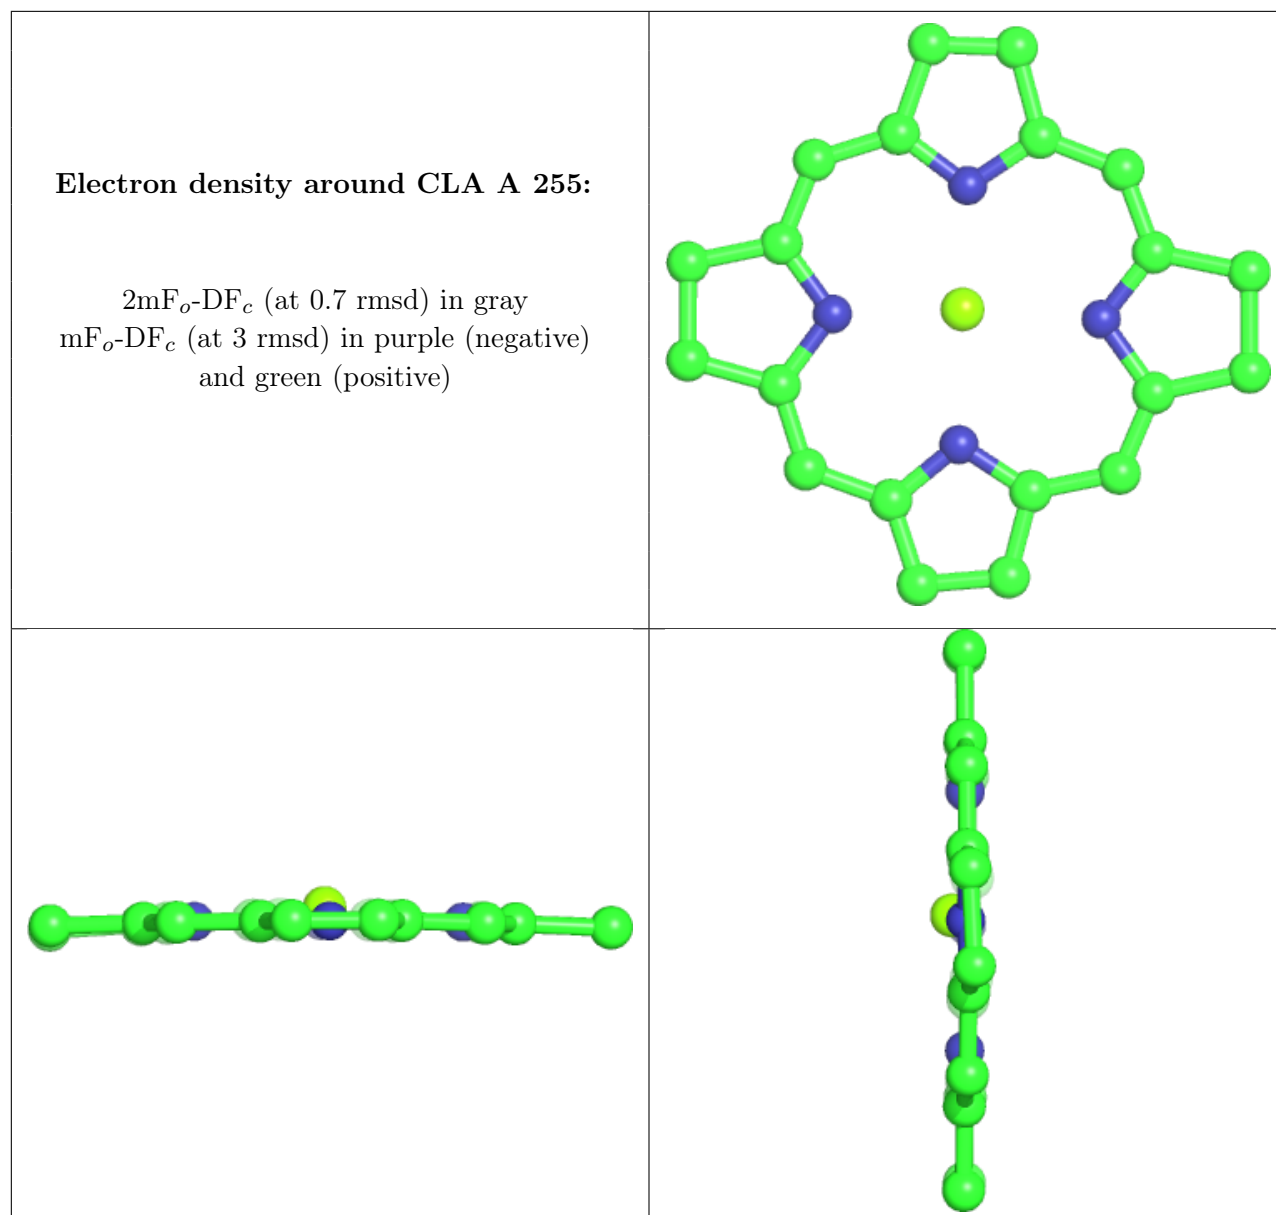 Electron density around CLA A 255:
2mFo-DFc (at 0.7 rmsd) in gray
mFo-DFc (at 3 rmsd) in purple (negative)
and green (positive)